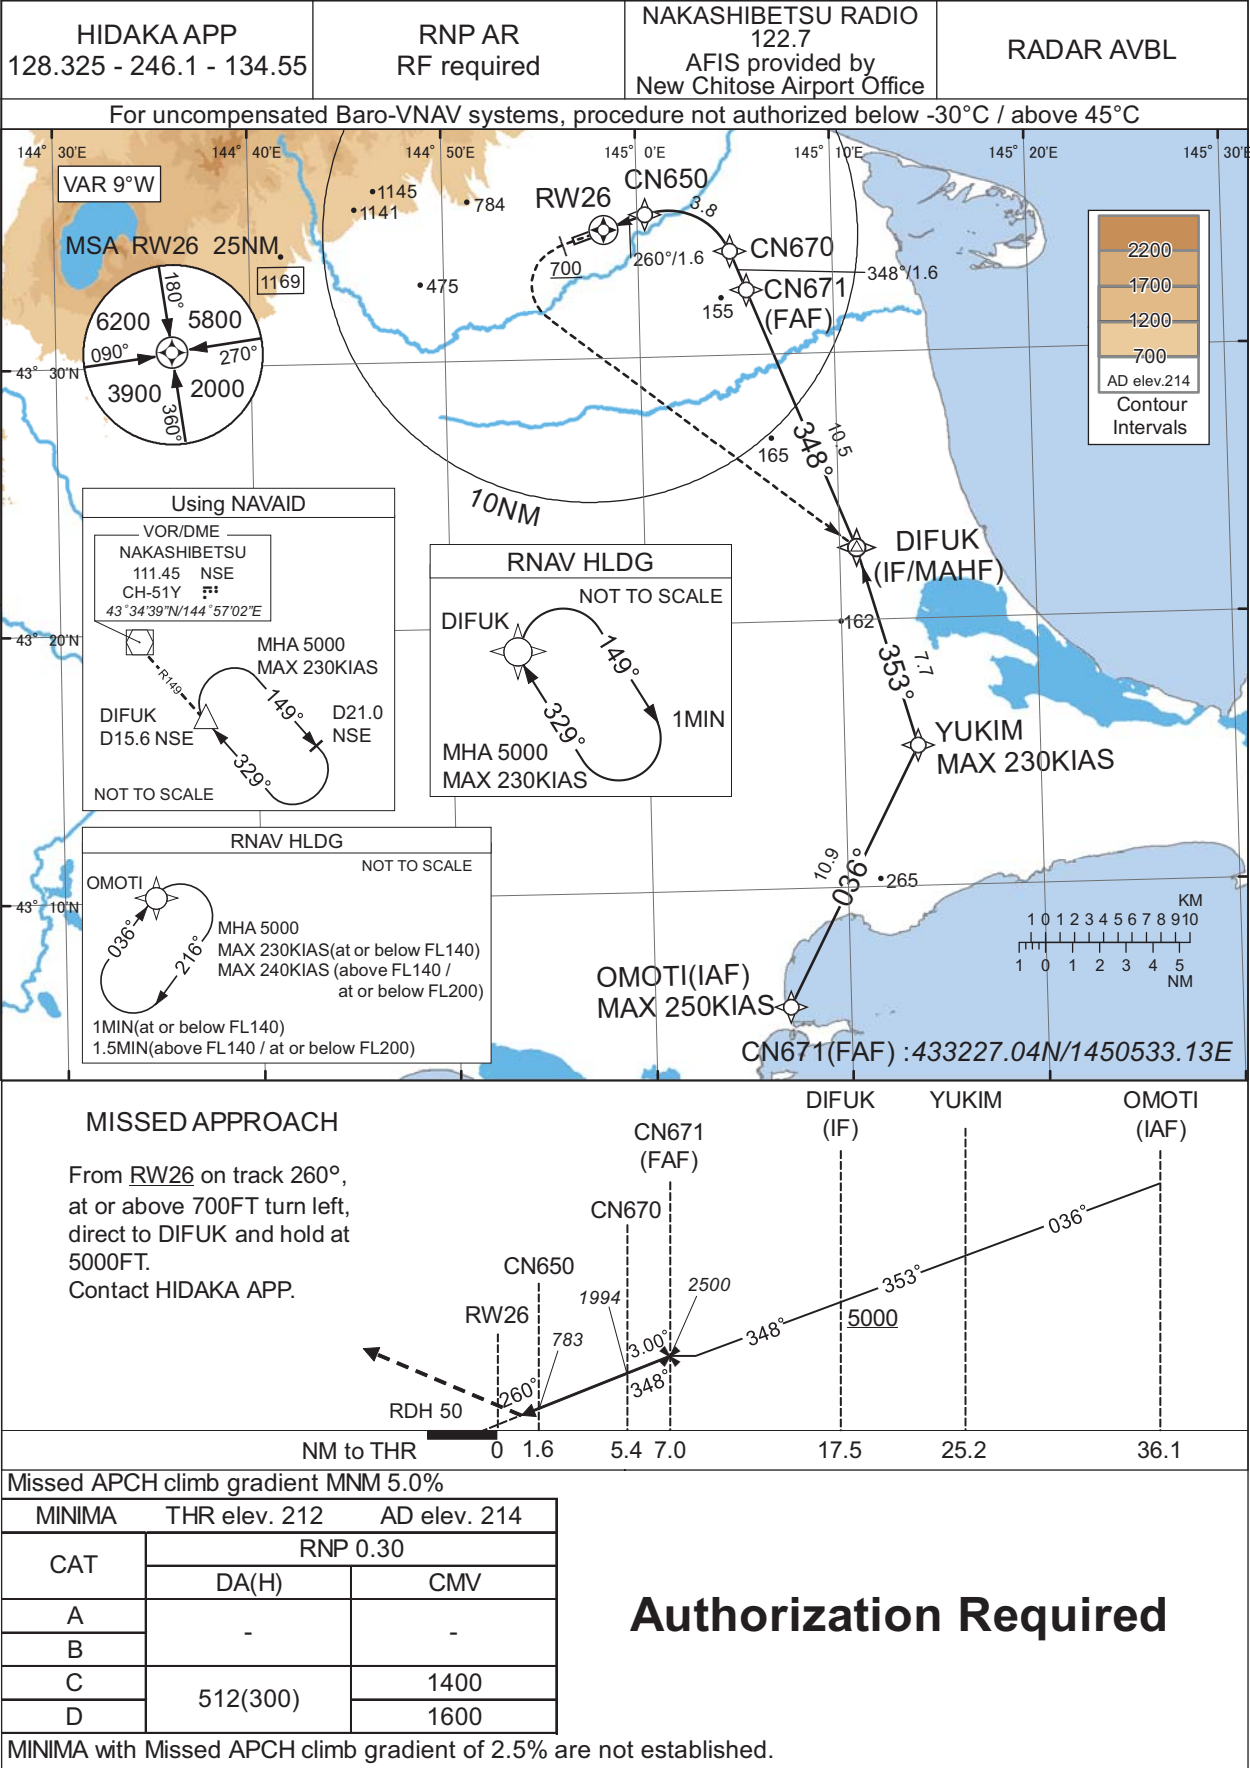 HIDAKA APP
128.325 - 246.1 - 134.55
RNP AR
RF required
NAKASHIBETSU RADIO
122.7
AFIS provided by
New Chitose Airport Office
RADAR AVBL
For uncompensated Baro-VNAV systems, procedure not authorized below -30°C / above 45°C
144° 30'E
144° 40'E
144° 50'E
145° 0'E
145° 10'E
145° 20'E
145° 30'E
VAR 9°W
1145
1141
784
RW26
CN650
3.8
MSA RW26 25NM
1169
475
700
260°/1.6
CN670
348°/1.6
CN671
(FAF)
155
180°
6200
5800
090°
270°
3900
2000
360°
43° 30'N
2200
1700
1200
700
AD elev.214
Contour
Intervals
348°
10.5
165
10NM
Using NAVAID
VOR/DME
NAKASHIBETSU
111.45 NSE
CH-51Y
43°34'39"N/144°57'02"E
R149
MHA 5000
MAX 230KIAS
149°
329°
DIFUK
D15.6 NSE
D21.0
NSE
NOT TO SCALE
43° 20'N
RNAV HLDG
NOT TO SCALE
DIFUK
149°
329°
1MIN
MHA 5000
MAX 230KIAS
DIFUK
(IF/MAHF)
162
353°
7.7
YUKIM
MAX 230KIAS
RNAV HLDG
NOT TO SCALE
OMOTI
036°
216°
MHA 5000
MAX 230KIAS(at or below FL140)
MAX 240KIAS (above FL140 /
at or below FL200)
1MIN(at or below FL140)
1.5MIN(above FL140 / at or below FL200)
43° 10'N
10.9
036°
265
KM
1 0 1 2 3 4 5 6 7 8 9 10
1 0 1 2 3 4 5
NM
OMOTI(IAF)
MAX 250KIAS
CN671(FAF) :433227.04N/1450533.13E
MISSED APPROACH
From RW26 on track 260°,
at or above 700FT turn left,
direct to DIFUK and hold at
5000FT.
Contact HIDAKA APP.
DIFUK
(IF)
YUKIM
OMOTI
(IAF)
CN671
(FAF)
CN670
CN650
RW26
1994
2500
783
3.00°
348°
260°
348°
353°
036°
5000
RDH 50
NM to THR
0 1.6 5.4 7.0 17.5 25.2 36.1
Missed APCH climb gradient MNM 5.0%
MINIMA THR elev. 212 AD elev. 214
CAT
RNP 0.30
DA(H) CMV
A
B
- -
C
D
512(300)
1400
1600
Authorization Required
MINIMA with Missed APCH climb gradient of 2.5% are not established.